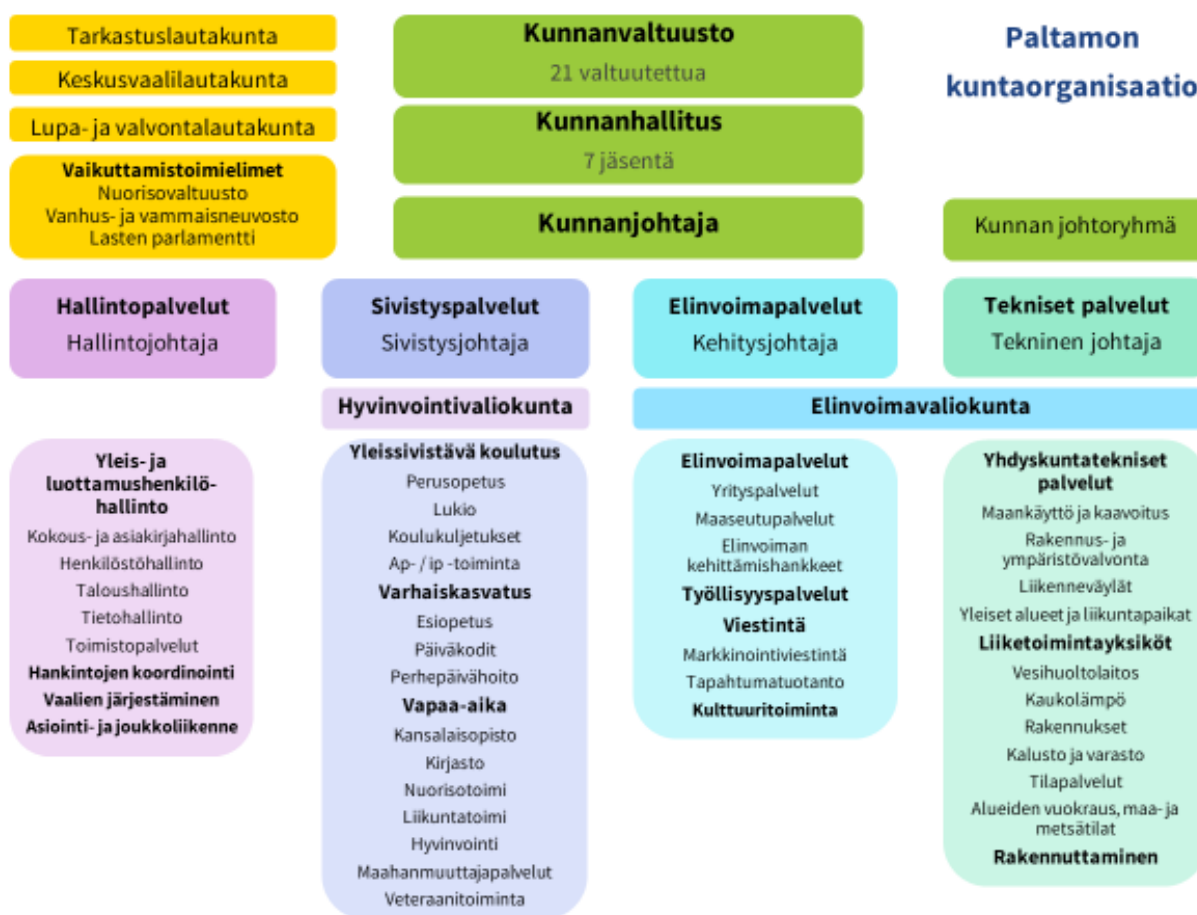 Tarkastuslautakunta
Keskusvaalilautakunta
Lupa- ja valvontalautakunta
Vaikuttamistoimielimet
Nuorisovaltuusto
Vanhus- ja vammaisneuvosto
Lasten parlamentti
Kunnanvaltuusto
21 valtuutettua
Kunnanhallitus
7 jäsentä
Kunnanjohtaja
Paltamon
kuntaorganisaatio
Kunnan johtoryhmä
Hallintopalvelut
Hallintojohtaja
Sivistyspalvelut
Sivistysjohtaja
Elinvoimapalvelut
Kehitysjohtaja
Tekniset palvelut
Tekninen johtaja
Hyvinvointivaliokunta
Elinvoimavaliokunta
Yleis- ja
luottamushenkilö-
hallinto
Kokous- ja asiakirjahallinto
Henkilöstöhallinto
Taloushallinto
Tietohallinto
Toimistopalvelut
Hankintojen koordinointi
Vaalien järjestäminen
Asiointi- ja joukkoliikenne
Yleissivistävä koulutus
Perusopetus
Lukio
Koulukuljetukset
Ap- / ip -toiminta
Varhaiskasvatus
Esiopetus
Päiväkodit
Perhepäivähoito
Vapaa-aika
Kansalaisopisto
Kirjasto
Nuorisotoimi
Liikuntatoimi
Hyvinvointi
Maahanmuuttajapalvelut
Veteraanitoiminta
Elinvoimapalvelut
Yrityspalvelut
Maaseutupalvelut
Elinvoiman
kehittämishankkeet
Työllisyyspalvelut
Viestintä
Markkinointiviestintä
Tapahtumatuotanto
Kulttuuritoiminta
Yhdyskuntatekniset
palvelut
Maankäyttö ja kaavoitus
Rakennus- ja
ympäristövalvonta
Liikenneväylät
Yleiset alueet ja liikuntapaikat
Liiketoimintayksiköt
Vesihuoltolaitos
Kaukolämpö
Rakennukset
Kalusto ja varasto
Tilapalvelut
Alueiden vuokraus, maa- ja
metsätilat
Rakennuttaminen